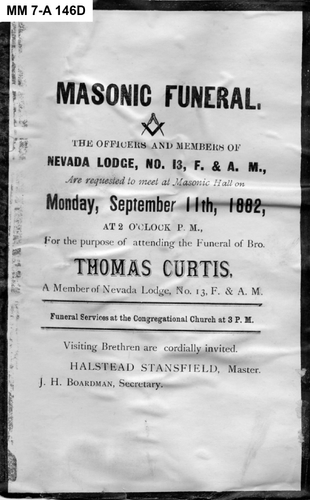 MM 7-A 146D
MASONIC FUNERAL.
THE OFFICERS AND MEMBERS OF
NEVADA LODGE, NO. 13, F. & A. M.,
Are requested to meet at Masonic Hall on
Monday, September 11th, 1882,
AT 2 O'CLOCK P. M.,
For the purpose of attending the Funeral of Bro.
THOMAS CURTIS,
A Member of Nevada Lodge, No. 13, F. & A. M.
Funeral Services at the Congregational Church at 3 P. M.
Visiting Brethren are cordially invited.
HALSTEAD STANSFIELD, Master.
J. H. BOARDMAN, Secretary.